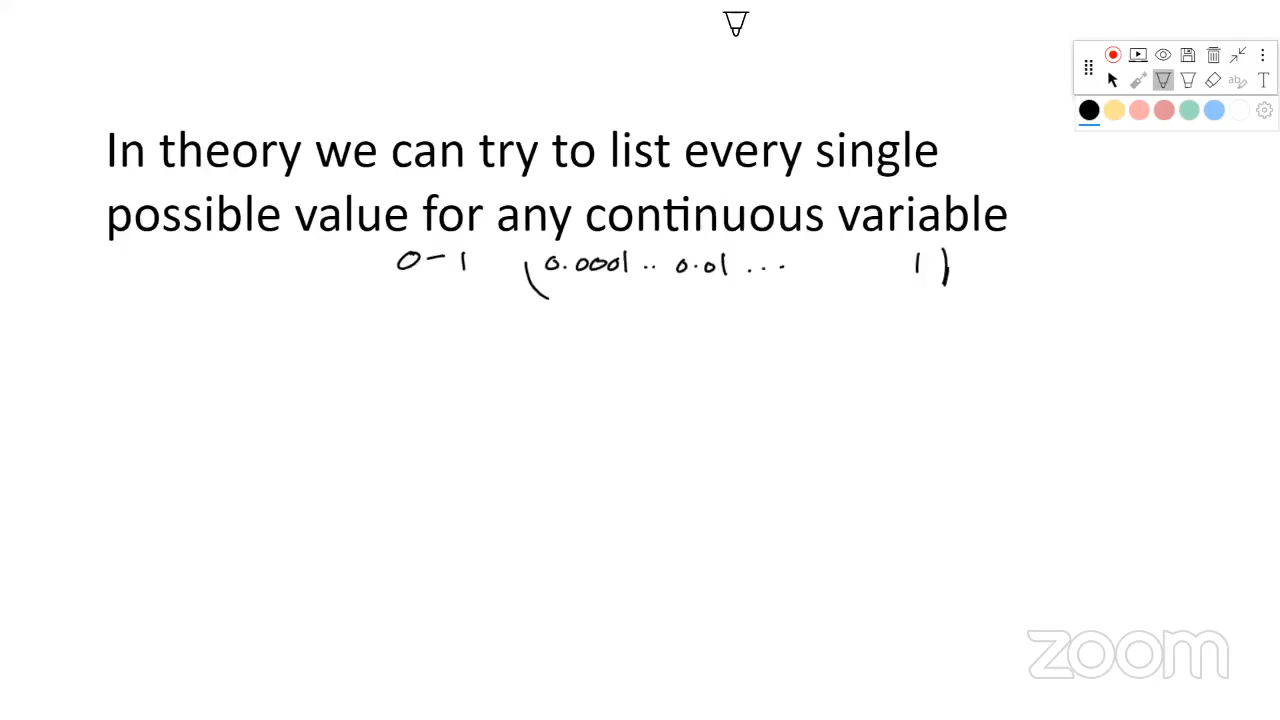 In theory we can try to list every single
possible value for any continuous variable
0-1 (0.0001 .. 0.01 ... 1)
ab
T
zoom